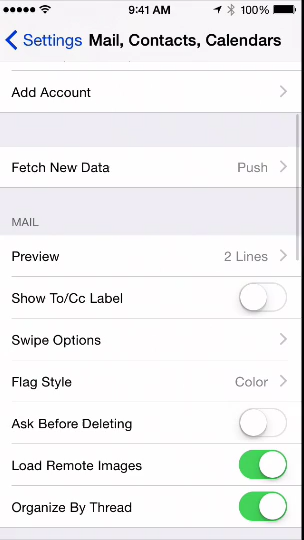 9:41 AM 100%
Settings Mail, Contacts, Calendars
Add Account
Fetch New Data Push
MAIL
Preview 2 Lines
Show To/Cc Label
Swipe Options
Flag Style Color
Ask Before Deleting
Load Remote Images
Organize By Thread